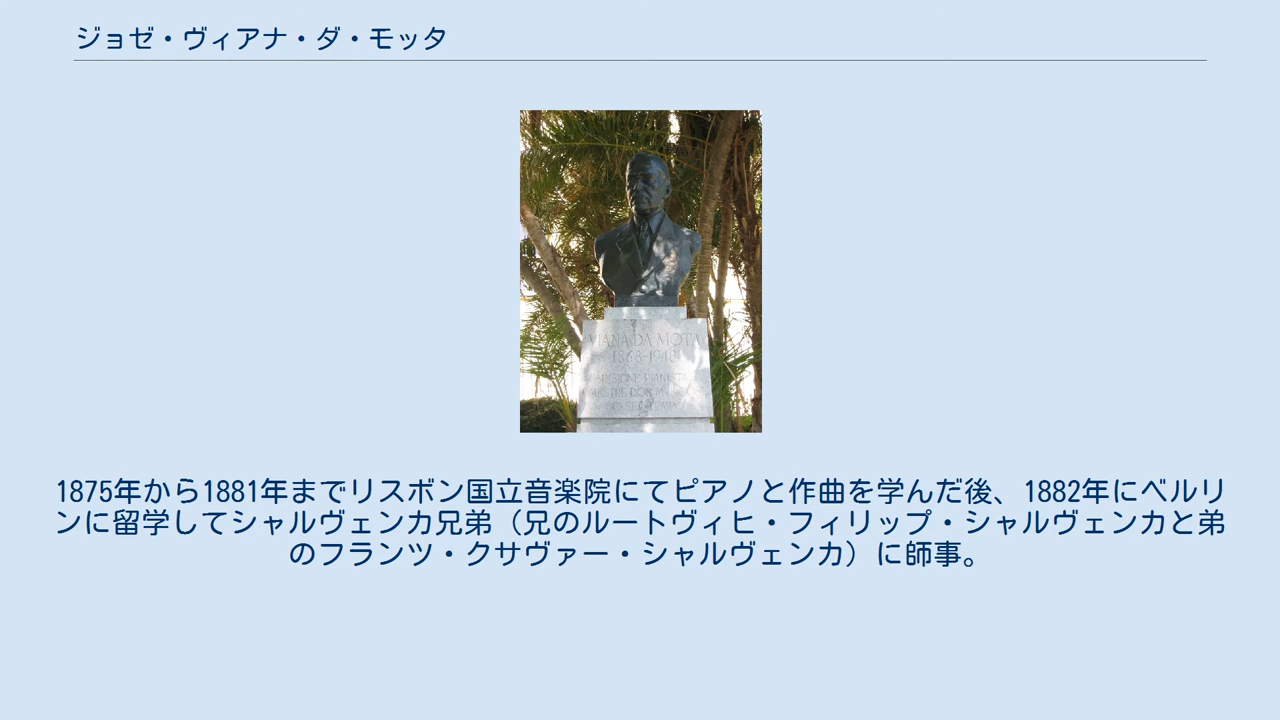 ジョゼ・ヴィアナ・ダ・モッタ
VIANA DA MOTA
1868-1948
1875年から1881年までリスボン国立音楽院にてピアノと作曲を学んだ後、1882年にベルリ
ンに留学してシャルヴェンカ兄弟（兄のルートヴィヒ・フィリップ・シャルヴェンカと弟
のフランツ・クサヴァー・シャルヴェンカ）に師事。